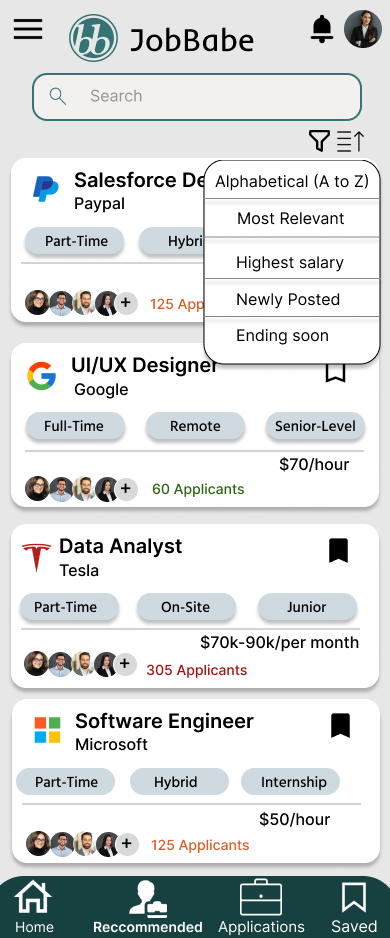 bb JobBabe
Search
Alphabetical (A to Z)
Most Relevant
Highest salary
Newly Posted
Ending soon
Salesforce De
Paypal
Part-Time Hybri
+ 125 App
UI/UX Designer
Google
Full-Time Remote Senior-Level
$70/hour
+ 60 Applicants
Data Analyst
Tesla
Part-Time On-Site Junior
$70k-90k/per month
+ 305 Applicants
Software Engineer
Microsoft
Part-Time Hybrid Internship
$50/hour
+ 125 Applicants
Home Reccommended Applications Saved